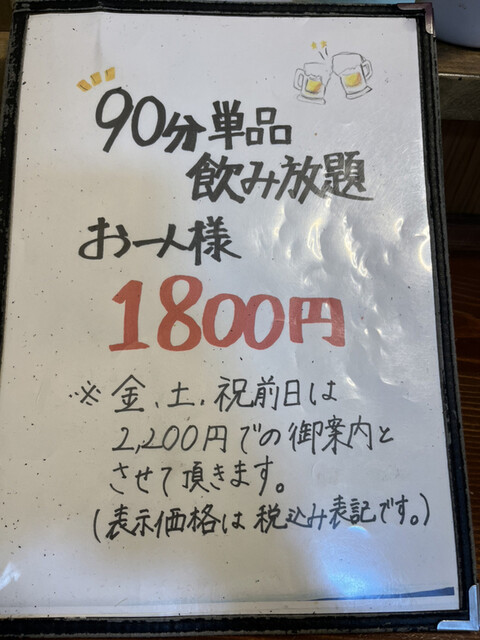 90分単品
飲み放題
お一人様
1800円
※ 金、土、祝前日は
2,200円での御案内と
させて頂きます。
(表示価格は税込み表記です。)